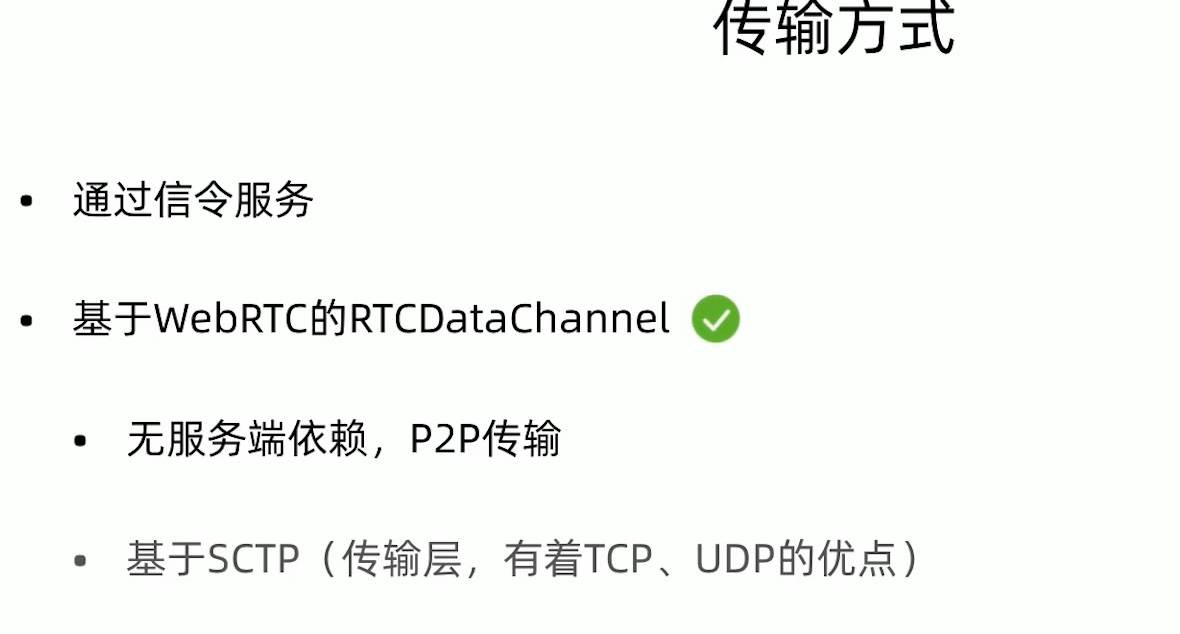 传输方式
• 通过信令服务
• 基于WebRTC的RTCDataChannel
• 无服务端依赖，P2P传输
• 基于SCTP（传输层，有着TCP、UDP的优点）